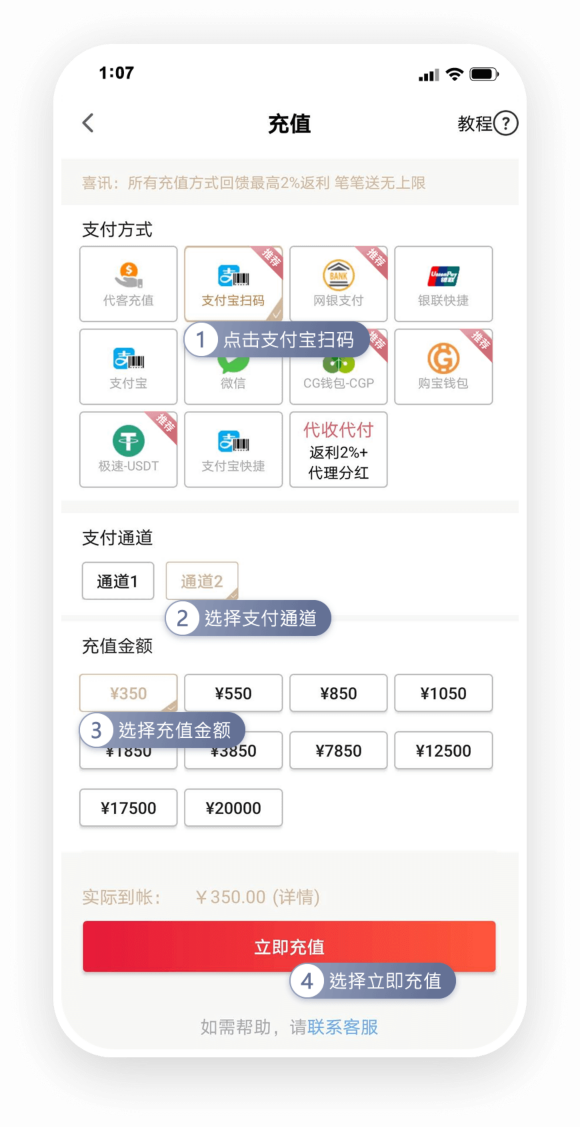 1:07
充值
教程?
喜讯：所有充值方式回馈最高2%返利 笔笔送无上限
支付方式
代客充值
推荐
支付宝扫码
推荐
BANK
网银支付
UnionPay
银联
银联快捷
1 点击支付宝扫码
支付宝
微信
CG钱包-CGP
推荐
购宝钱包
推荐
极速-USDT
推荐
支付宝快捷
代收代付
返利2%+
代理分红
支付通道
通道1
通道2
2 选择支付通道
充值金额
¥350
¥550
¥850
¥1050
3 选择充值金额
¥1850
¥3850
¥7850
¥12500
¥17500
¥20000
实际到帐： ￥350.00 (详情)
立即充值
4 选择立即充值
如需帮助，请联系客服